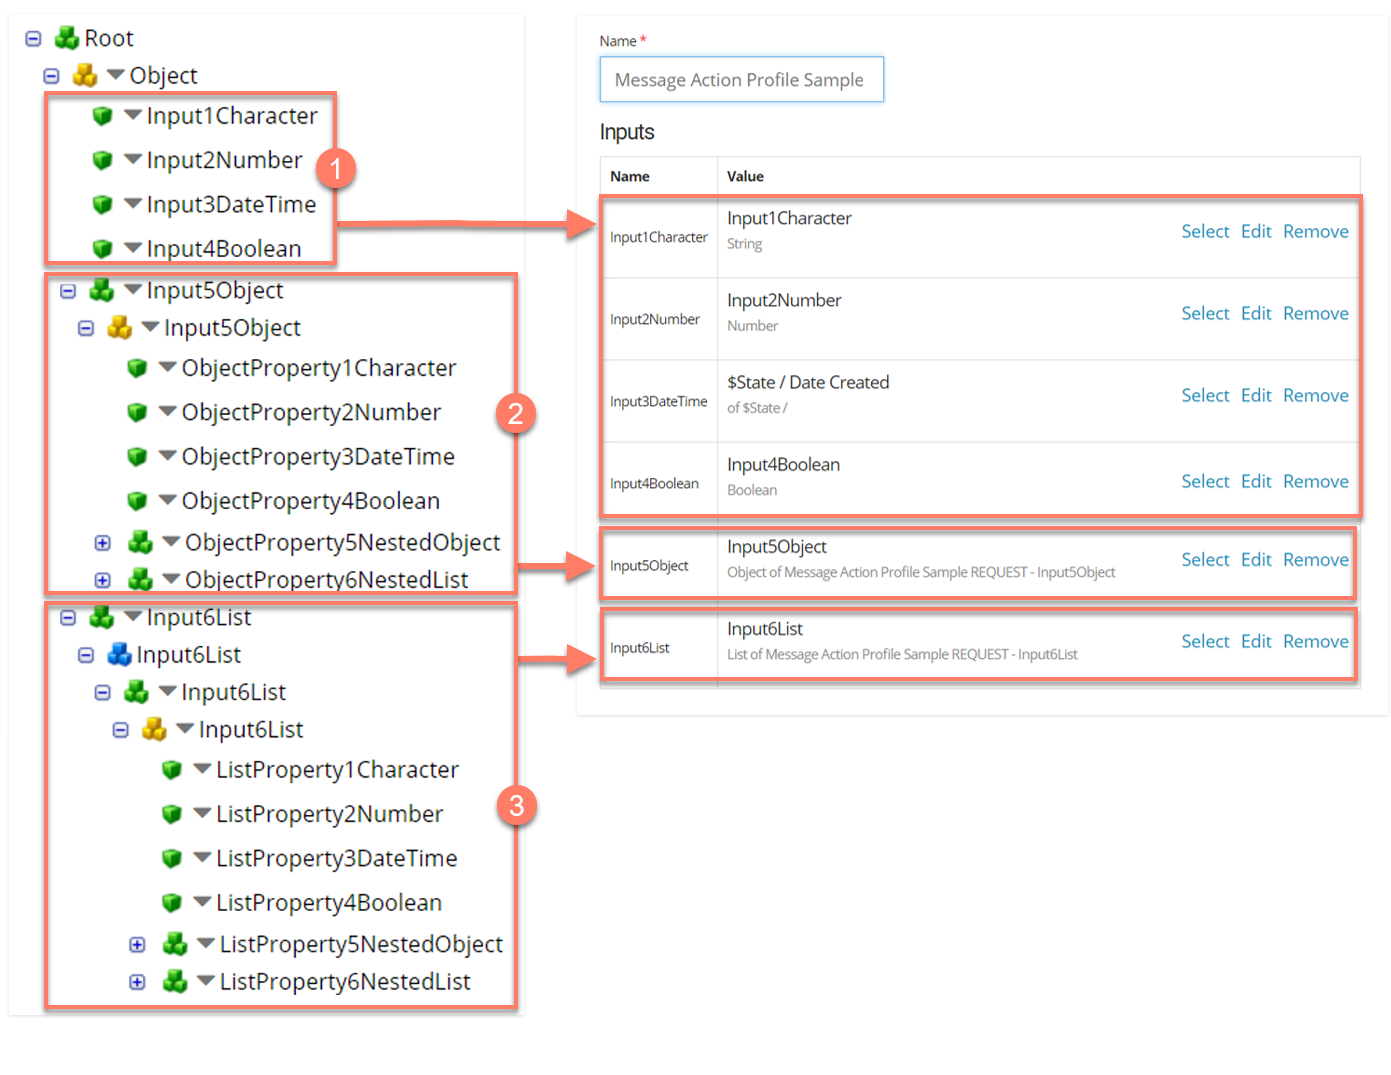 Root
Object
Input1Character
Input2Number
Input3DateTime
Input4Boolean
1
Input5Object
Input5Object
ObjectProperty1Character
ObjectProperty2Number
ObjectProperty3DateTime
ObjectProperty4Boolean
ObjectProperty5NestedObject
ObjectProperty6NestedList
2
Input6List
Input6List
Input6List
Input6List
ListProperty1Character
ListProperty2Number
ListProperty3DateTime
ListProperty4Boolean
ListProperty5NestedObject
ListProperty6NestedList
3
Name *
Message Action Profile Sample
Inputs
Name Value
Input1Character Input1Character Select Edit Remove
String
Input2Number Input2Number Select Edit Remove
Number
Input3DateTime $State / Date Created Select Edit Remove
of $State /
Input4Boolean Input4Boolean Select Edit Remove
Boolean
Input5Object Input5Object Select Edit Remove
Object of Message Action Profile Sample REQUEST - Input5Object
Input6List Input6List Select Edit Remove
List of Message Action Profile Sample REQUEST - Input6List